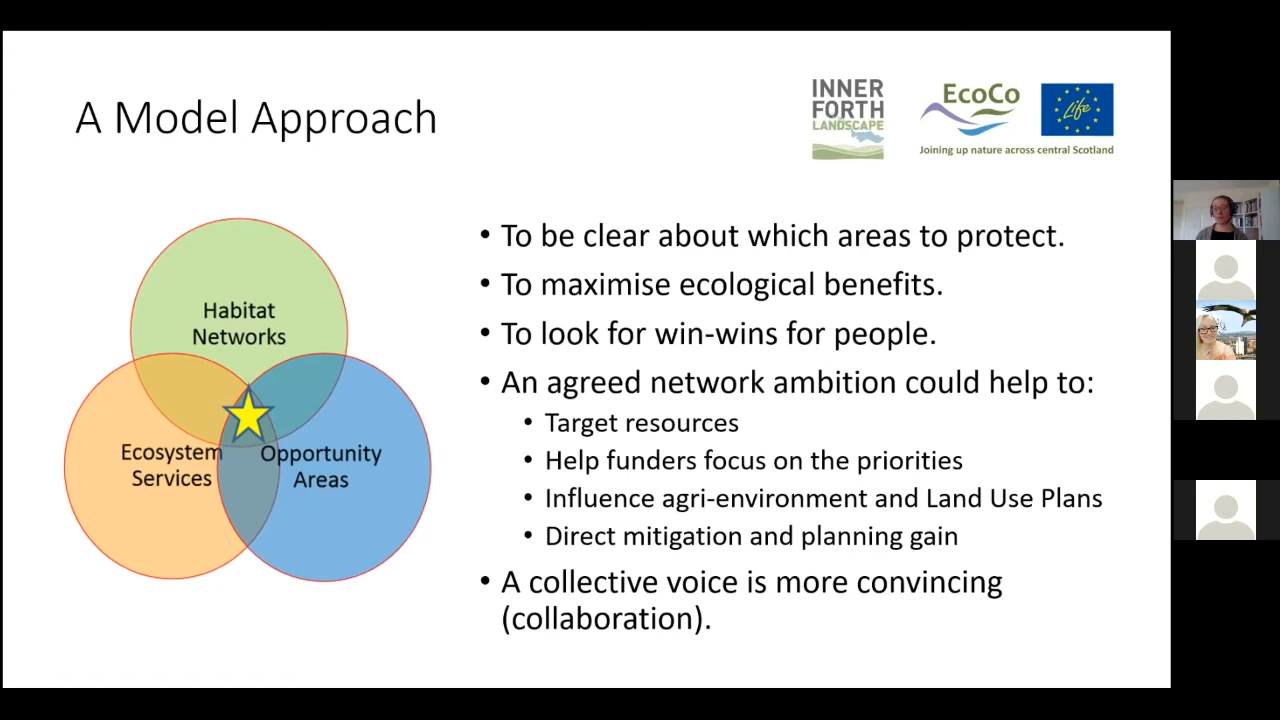 A Model Approach
INNER
FORTH
LANDSCAPE
EcoCo
Life
Joining up nature across central Scotland
Habitat
Networks
Ecosystem
Services
Opportunity
Areas
• To be clear about which areas to protect.
• To maximise ecological benefits.
• To look for win-wins for people.
• An agreed network ambition could help to:
• Target resources
• Help funders focus on the priorities
• Influence agri-environment and Land Use Plans
• Direct mitigation and planning gain
• A collective voice is more convincing
(collaboration).